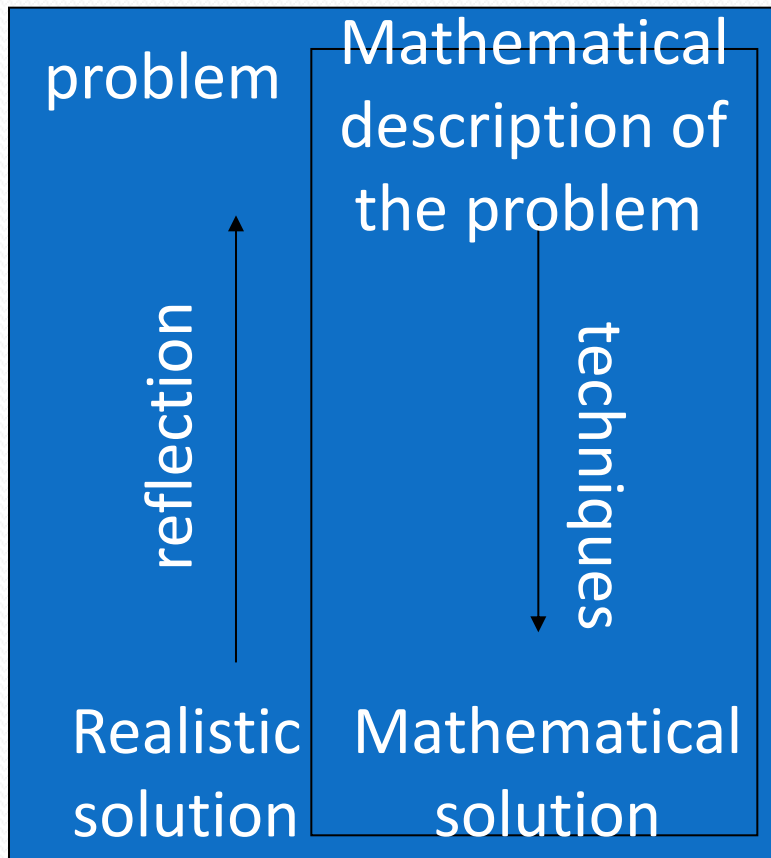 problem
Mathematical
description of
the problem
reflection
techniques
Realistic
solution
Mathematical
solution